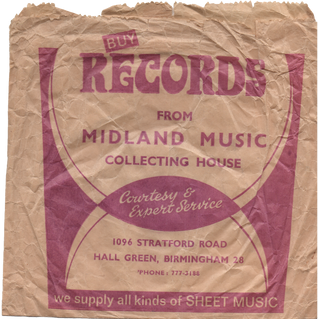 BUY
RECORDS
FROM
MIDLAND MUSIC
COLLECTING HOUSE
Courtesy &
Expert Service
1096 STRATFORD ROAD
HALL GREEN, BIRMINGHAM 28
'PHONE: 777-3185
we supply all kinds of SHEET MUSIC